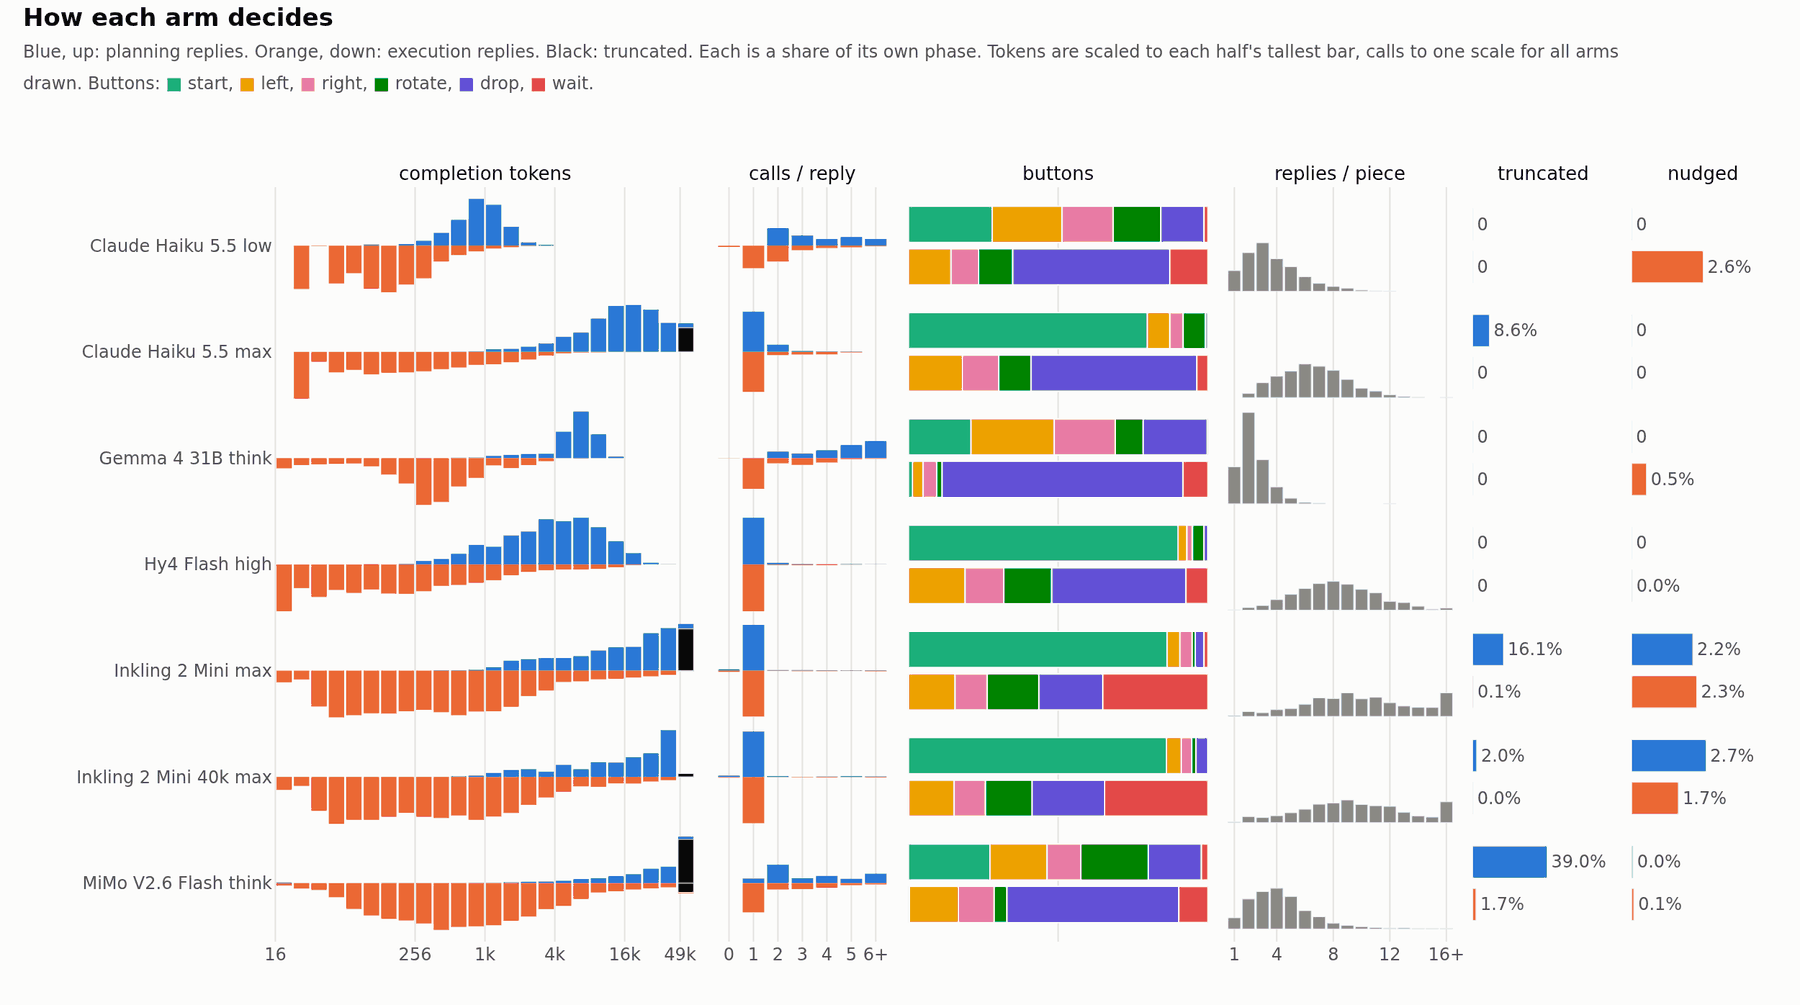 How each arm decides
Blue, up: planning replies. Orange, down: execution replies. Black: truncated. Each is a share of its own phase. Tokens are scaled to each half's tallest bar, calls to one scale for all arms
drawn. Buttons: start, left, right, rotate, drop, wait.
completion tokens calls / reply buttons replies / piece truncated nudged
Claude Haiku 5.5 low 0 0
0 2.6%
Claude Haiku 5.5 max 8.6% 0
0 0
Gemma 4 31B think 0 0
0 0.5%
Hy4 Flash high 0 0
0 0.0%
Inkling 2 Mini max 16.1% 2.2%
0.1% 2.3%
Inkling 2 Mini 40k max 2.0% 2.7%
0.0% 1.7%
MiMo V2.6 Flash think 39.0% 0.0%
1.7% 0.1%
16 256 1k 4k 16k 49k 0 1 2 3 4 5 6+ 1 4 8 12 16+